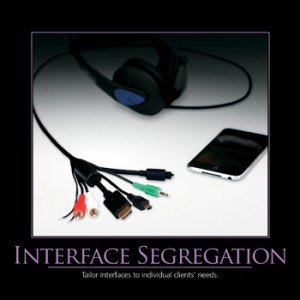 INTERFACE SEGREGATION
Tailor interfaces to individual clients' needs.